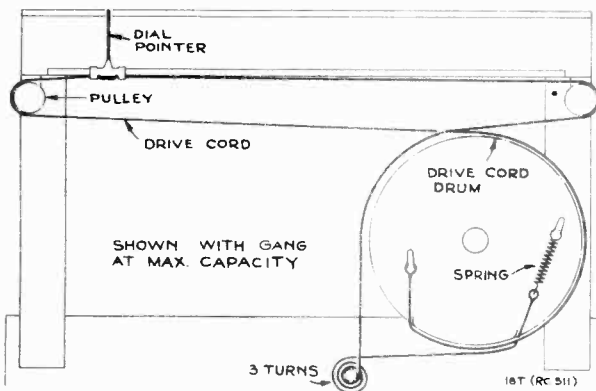 DIAL
POINTER
PULLEY
DRIVE CORD
DRIVE CORD
DRUM
SHOWN WITH GANG
AT MAX. CAPACITY
SPRING
3 TURNS
18T (RC 511)